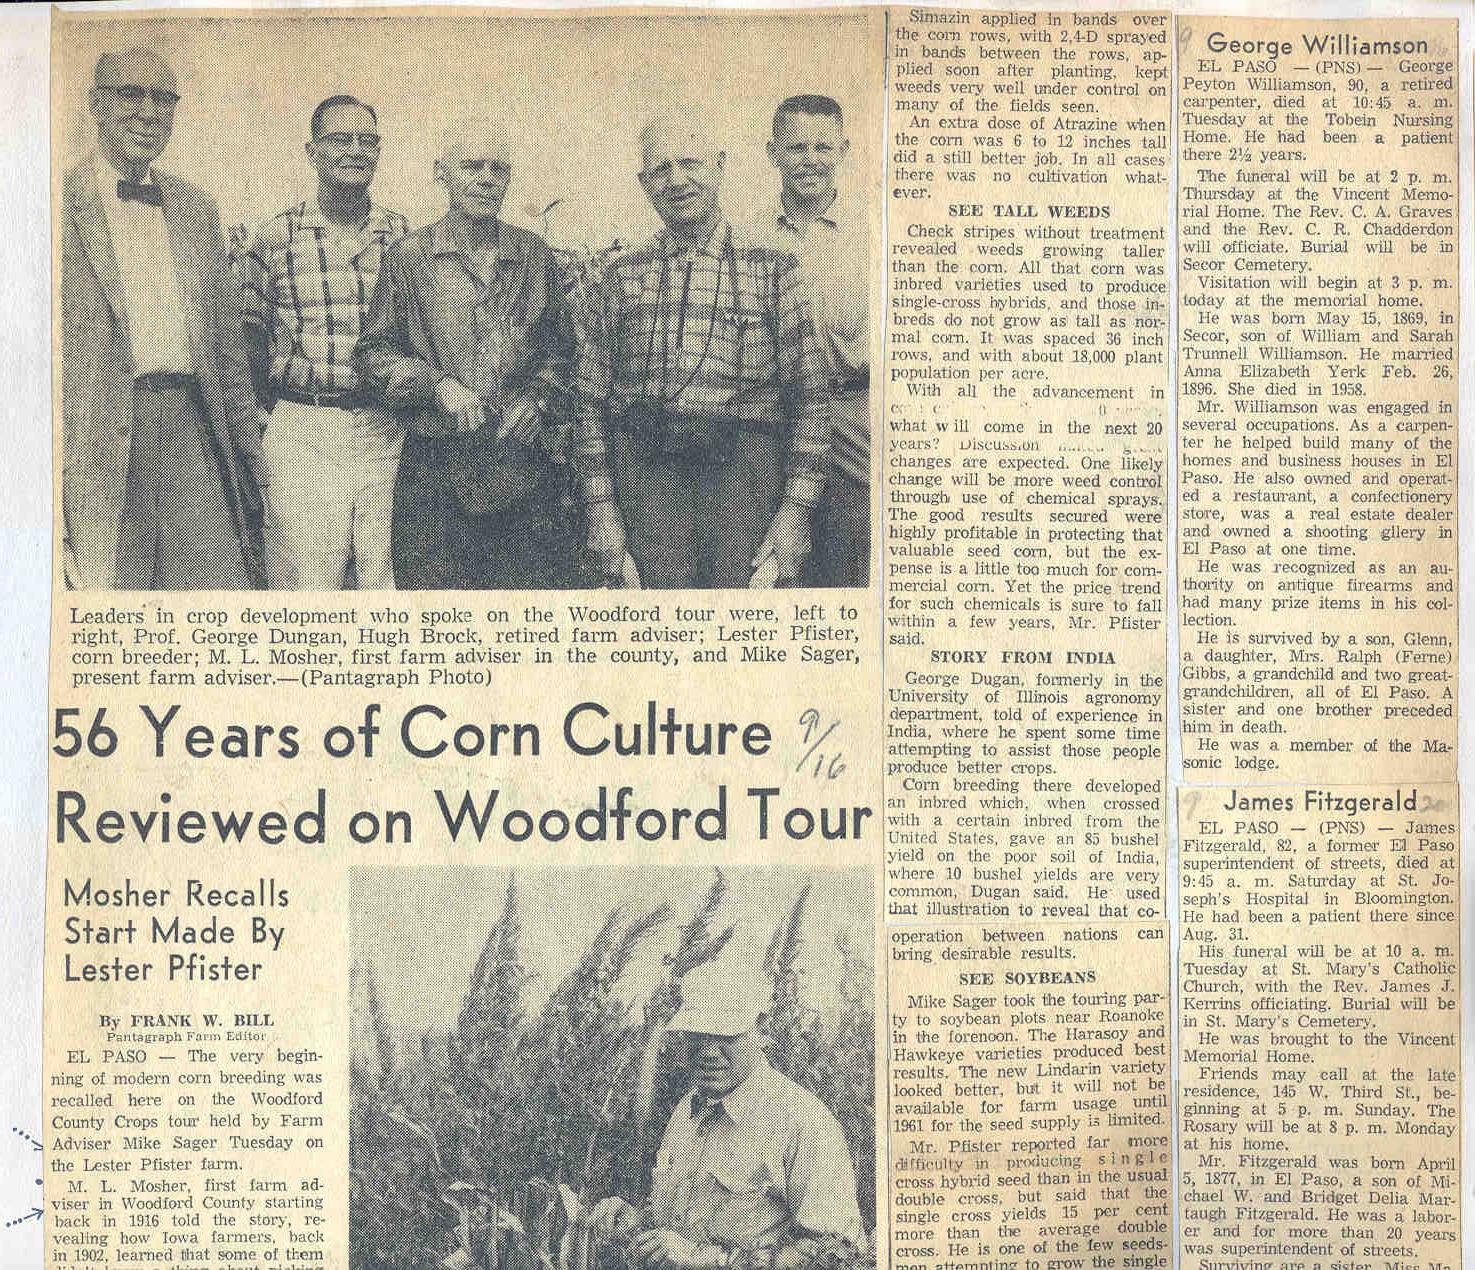 Leaders in crop development who spoke on the Woodford tour were, left to
right, Prof. George Dungan, Hugh Brock, retired farm adviser; Lester Pfister,
corn breeder; M. L. Mosher, first farm adviser in the county, and Mike Sager,
present farm adviser.—(Pantagraph Photo)
56 Years of Corn Culture
Reviewed on Woodford Tour
9/16
Mosher Recalls
Start Made By
Lester Pfister
By FRANK W. BILL
Pantagraph Farm Editor
EL PASO — The very begin-
ning of modern corn breeding was
recalled here on the Woodford
County Crops tour held by Farm
Adviser Mike Sager Tuesday on
the Lester Pfister farm.
M. L. Mosher, first farm ad-
viser in Woodford County starting
back in 1916 told the story, re-
vealing how Iowa farmers, back
in 1902, learned that some of them
didn't know a thing about picking
Simazin applied in bands over
the corn rows, with 2,4-D sprayed
in bands between the rows, ap-
plied soon after planting, kept
weeds very well under control on
many of the fields seen.
An extra dose of Atrazine when
the corn was 6 to 12 inches tall
did a still better job. In all cases
there was no cultivation what-
ever.
SEE TALL WEEDS
Check stripes without treatment
revealed weeds growing taller
than the corn. All that corn was
inbred varieties used to produce
single-cross hybrids, and those in-
breds do not grow as tall as nor-
mal corn. It was spaced 36 inch
rows, and with about 18,000 plant
population per acre.
With all the advancement in
what will come in the next 20
years? Discussion
changes are expected. One likely
change will be more weed control
through use of chemical sprays.
The good results secured were
highly profitable in protecting that
valuable seed corn, but the ex-
pense is a little too much for com-
mercial corn. Yet the price trend
for such chemicals is sure to fall
within a few years, Mr. Pfister
said.
STORY FROM INDIA
George Dugan, formerly in the
University of Illinois agronomy
department, told of experience in
India, where he spent some time
attempting to assist those people
produce better crops.
Corn breeding there developed
an inbred which, when crossed
with a certain inbred from the
United States, gave an 85 bushel
yield on the poor soil of India,
where 10 bushel yields are very
common, Dugan said. He used
that illustration to reveal that co-
operation between nations can
bring desirable results.
SEE SOYBEANS
Mike Sager took the touring par-
ty to soybean plots near Roanoke
in the forenoon. The Harasoy and
Hawkeye varieties produced best
results. The new Lindarin variety
looked better, but it will not be
available for farm usage until
1961 for the seed supply is limited.
Mr. Pfister reported far more
difficulty in producing single
cross hybrid seed than in the usual
double cross, but said that the
single cross yields 15 per cent
more than the average double
cross. He is one of the few seeds-
men attempting to grow the single
9
George Williamson
EL PASO — (PNS) — George
Peyton Williamson, 90, a retired
carpenter, died at 10:45 a. m.
Tuesday at the Tobein Nursing
Home. He had been a patient
there 2½ years.
The funeral will be at 2 p. m.
Thursday at the Vincent Memo-
rial Home. The Rev. C. A. Graves
and the Rev. C. R. Chadderdon
will officiate. Burial will be in
Secor Cemetery.
Visitation will begin at 3 p. m.
today at the memorial home.
He was born May 15, 1869, in
Secor, son of William and Sarah
Trunnell Williamson. He married
Anna Elizabeth Yerk Feb. 26,
1896. She died in 1958.
Mr. Williamson was engaged in
several occupations. As a carpen-
ter he helped build many of the
homes and business houses in El
Paso. He also owned and operat-
ed a restaurant, a confectionery
store, was a real estate dealer
and owned a shooting gllery in
El Paso at one time.
He was recognized as an au-
thority on antique firearms and
had many prize items in his col-
lection.
He is survived by a son, Glenn,
a daughter, Mrs. Ralph (Ferne)
Gibbs, a grandchild and two great-
grandchildren, all of El Paso. A
sister and one brother preceded
him in death.
He was a member of the Ma-
sonic lodge.
9
James Fitzgerald 20
EL PASO — (PNS) — James
Fitzgerald, 82, a former El Paso
superintendent of streets, died at
9:45 a. m. Saturday at St. Jo-
seph's Hospital in Bloomington.
He had been a patient there since
Aug. 31.
His funeral will be at 10 a. m.
Tuesday at St. Mary's Catholic
Church, with the Rev. James J.
Kerrins officiating. Burial will be
in St. Mary's Cemetery.
He was brought to the Vincent
Memorial Home.
Friends may call at the late
residence, 145 W. Third St., be-
ginning at 5 p. m. Sunday. The
Rosary will be at 8 p. m. Monday
at his home.
Mr. Fitzgerald was born April
5, 1877, in El Paso, a son of Mi-
chael W. and Bridget Delia Mar-
taugh Fitzgerald. He was a labor-
er and for more than 20 years
was superintendent of streets.
Surviving are a sister, Miss Ma-